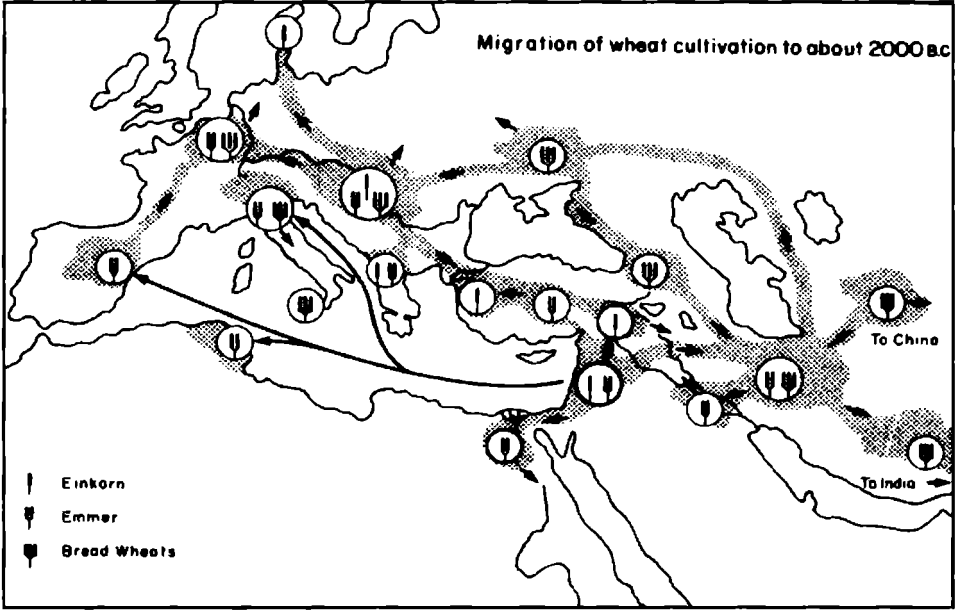 Migration of wheat cultivation to about 2000 B.C
To China
To India
Einkorn
Emmer
Bread Wheats